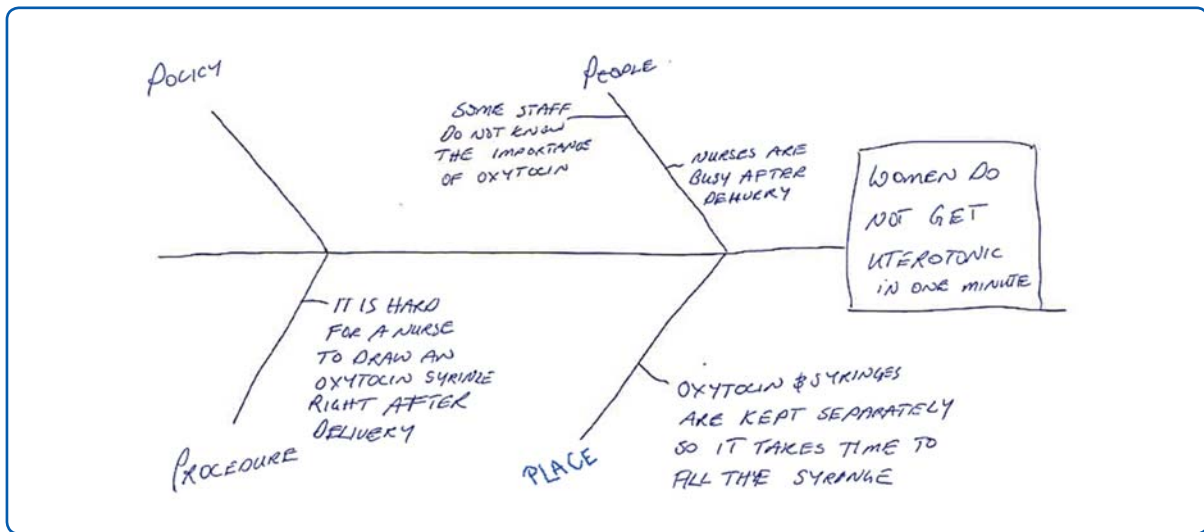 POLICY
PEOPLE
SOME STAFF
DO NOT KNOW
THE IMPORTANCE
OF OXYTOCIN
NURSES ARE
BUSY AFTER
DELIVERY
WOMEN DO
NOT GET
UTEROTONIC
IN ONE MINUTE
IT IS HARD
FOR A NURSE
TO DRAW AN
OXYTOCIN SYRINGE
RIGHT AFTER
DELIVERY
PROCEDURE
OXYTOCIN & SYRINGES
ARE KEPT SEPARATELY
SO IT TAKES TIME TO
FILL THE SYRANGE
PLACE